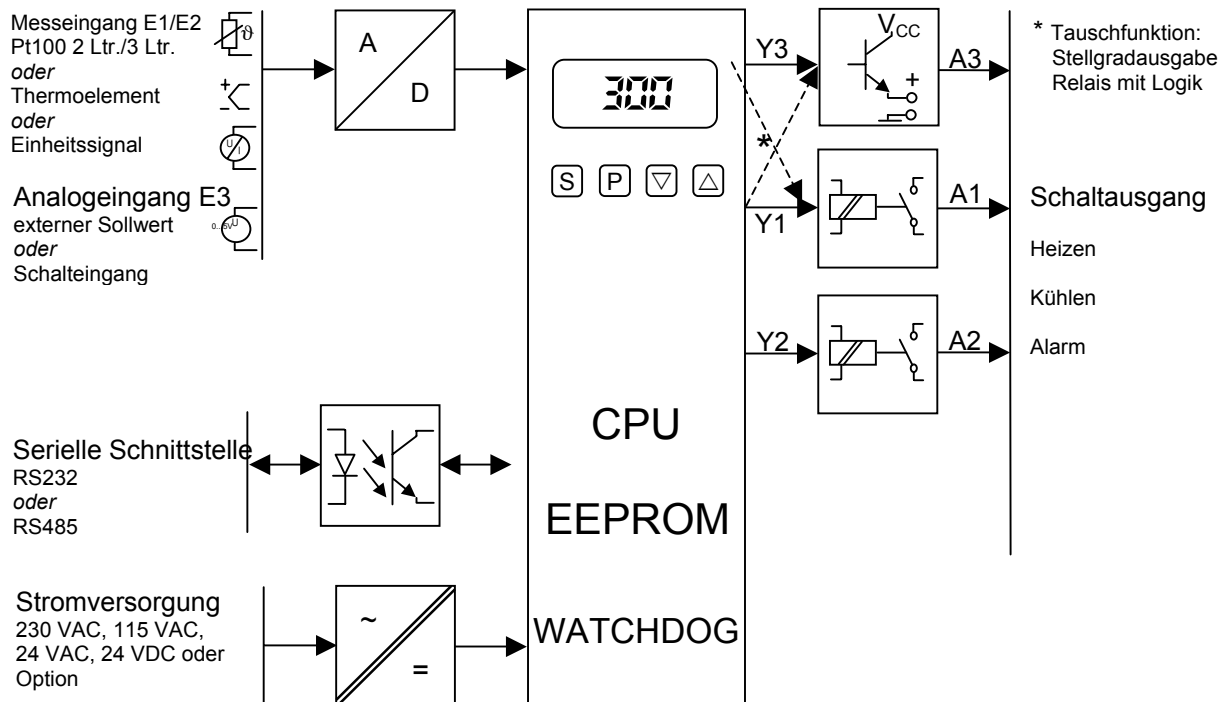 Messeingang E1/E2
Pt100 2 Ltr./3 Ltr.
oder
Thermoelement
oder
Einheitssignal
ϑ
+
U
I
Analogeingang E3
externer Sollwert
oder
Schalteingang
U
A
D
300
S P
CPU
EEPROM
WATCHDOG
Y3
*
Y1
Y2
VCC
+
A3
A1
A2
* Tauschfunktion:
Stellgradausgabe
Relais mit Logik
Schaltausgang
Heizen
Kühlen
Alarm
Serielle Schnittstelle
RS232
oder
RS485
Stromversorgung
230 VAC, 115 VAC,
24 VAC, 24 VDC oder
Option
~
=